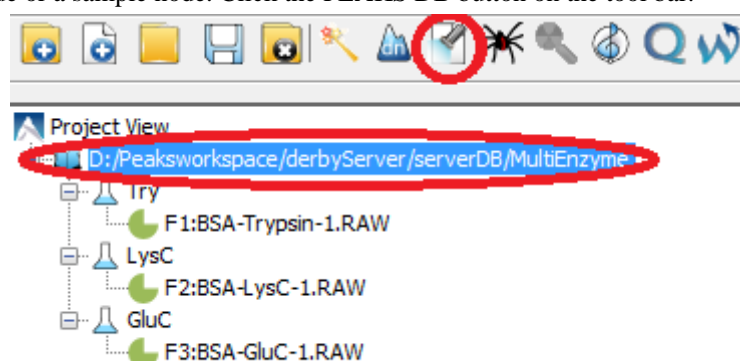 dn
Q
Project View
D:/Peaksworkspace/derbyServer/serverDB/MultiEnzyme
Try
F1:BSA-Trypsin-1.RAW
LysC
F2:BSA-LysC-1.RAW
GluC
F3:BSA-GluC-1.RAW